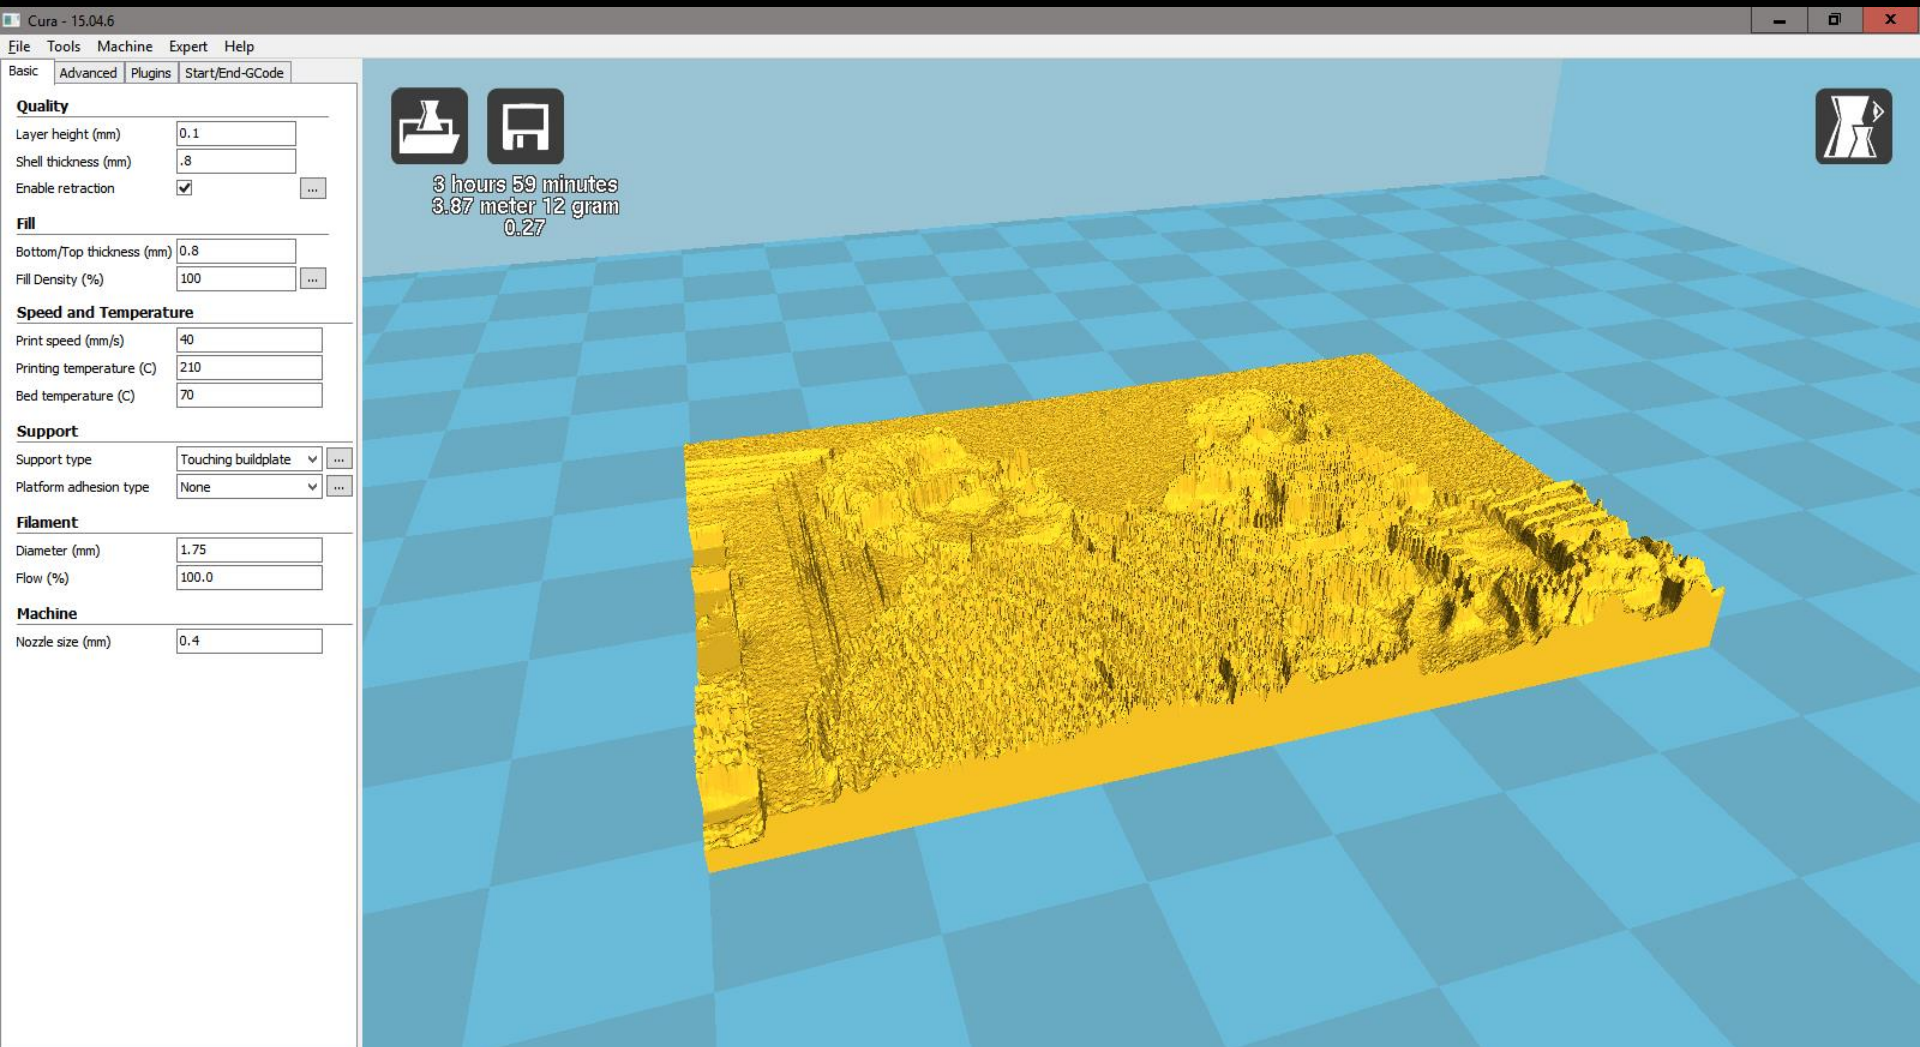 Cura - 15.04.6
File Tools Machine Expert Help
Basic Advanced Plugins Start/End-GCode
Quality
Layer height (mm) 0.1
Shell thickness (mm) .8
Enable retraction ...
Fill
Bottom/Top thickness (mm) 0.8
Fill Density (%) 100 ...
Speed and Temperature
Print speed (mm/s) 40
Printing temperature (C) 210
Bed temperature (C) 70
Support
Support type Touching buildplate ...
Platform adhesion type None ...
Filament
Diameter (mm) 1.75
Flow (%) 100.0
Machine
Nozzle size (mm) 0.4
3 hours 59 minutes
3.87 meter 12 gram
0.27